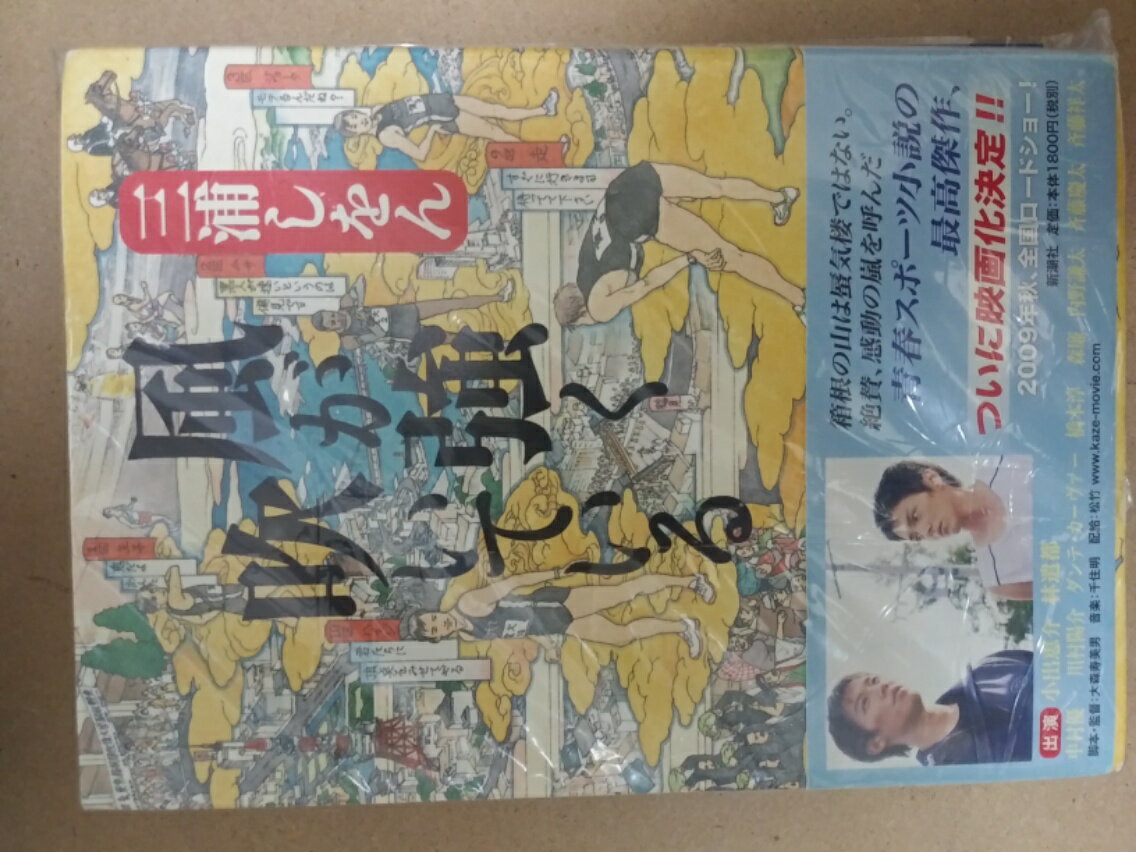 三浦しをん
風が強く
吹いている
箱根の山は蜃気楼ではない。
絶賛、感動の嵐を呼んだ
青春スポーツ小説の
最高傑作、
ついに映画化決定!!
2009年秋、全国ロードショー!
新潮社 定価:本体1800円(税別)
出演
小出恵介 林遣都
中村優一 川村陽介 ダンテ・カーヴァー 橋本淳 森廉 内野謙太 斉藤慶太 斉藤祥太
脚本・監督:大森寿美男 音楽:千住明 配給:松竹 www.kaze-movie.com